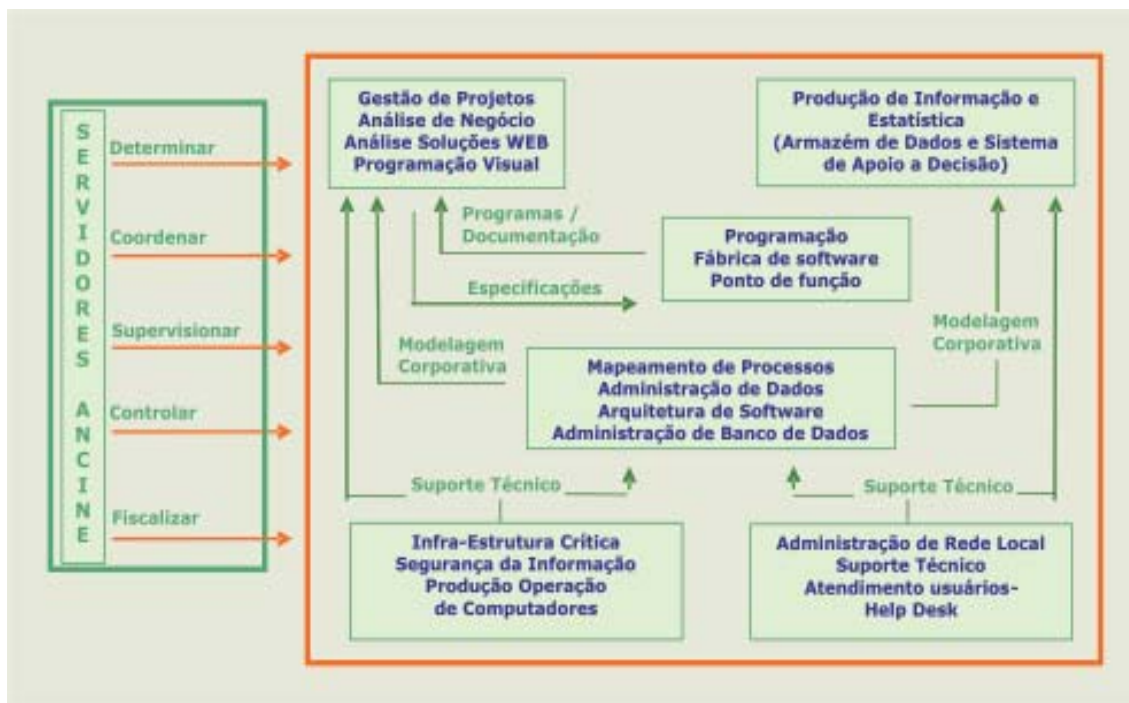 SERVIDORES ANCINE
Determinar
Coordenar
Supervisionar
Controlar
Fiscalizar
Gestão de Projetos
Análise de Negócio
Análise Soluções WEB
Programação Visual
Produção de Informação e
Estatística
(Armazém de Dados e Sistema
de Apoio a Decisão)
Programas /
Documentação
Programação
Fábrica de software
Ponto de função
Especificações
Modelagem
Corporativa
Modelagem
Corporativa
Mapeamento de Processos
Administração de Dados
Arquitetura de Software
Administração de Banco de Dados
Suporte Técnico
Suporte Técnico
Infra-Estrutura Crítica
Segurança da Informação
Produção Operação
de Computadores
Administração de Rede Local
Suporte Técnico
Atendimento usuários-
Help Desk